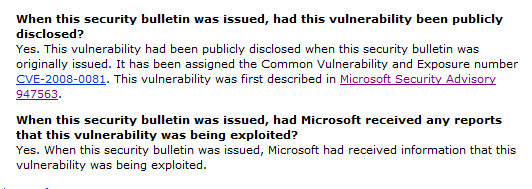 When this security bulletin was issued, had this vulnerability been publicly
disclosed?
Yes. This vulnerability had been publicly disclosed when this security bulletin was
originally issued. It has been assigned the Common Vulnerability and Exposure number
CVE-2008-0081. This vulnerability was first described in Microsoft Security Advisory
947563.
When this security bulletin was issued, had Microsoft received any reports
that this vulnerability was being exploited?
Yes. When this security bulletin was issued, Microsoft had received information that this
vulnerability was being exploited.